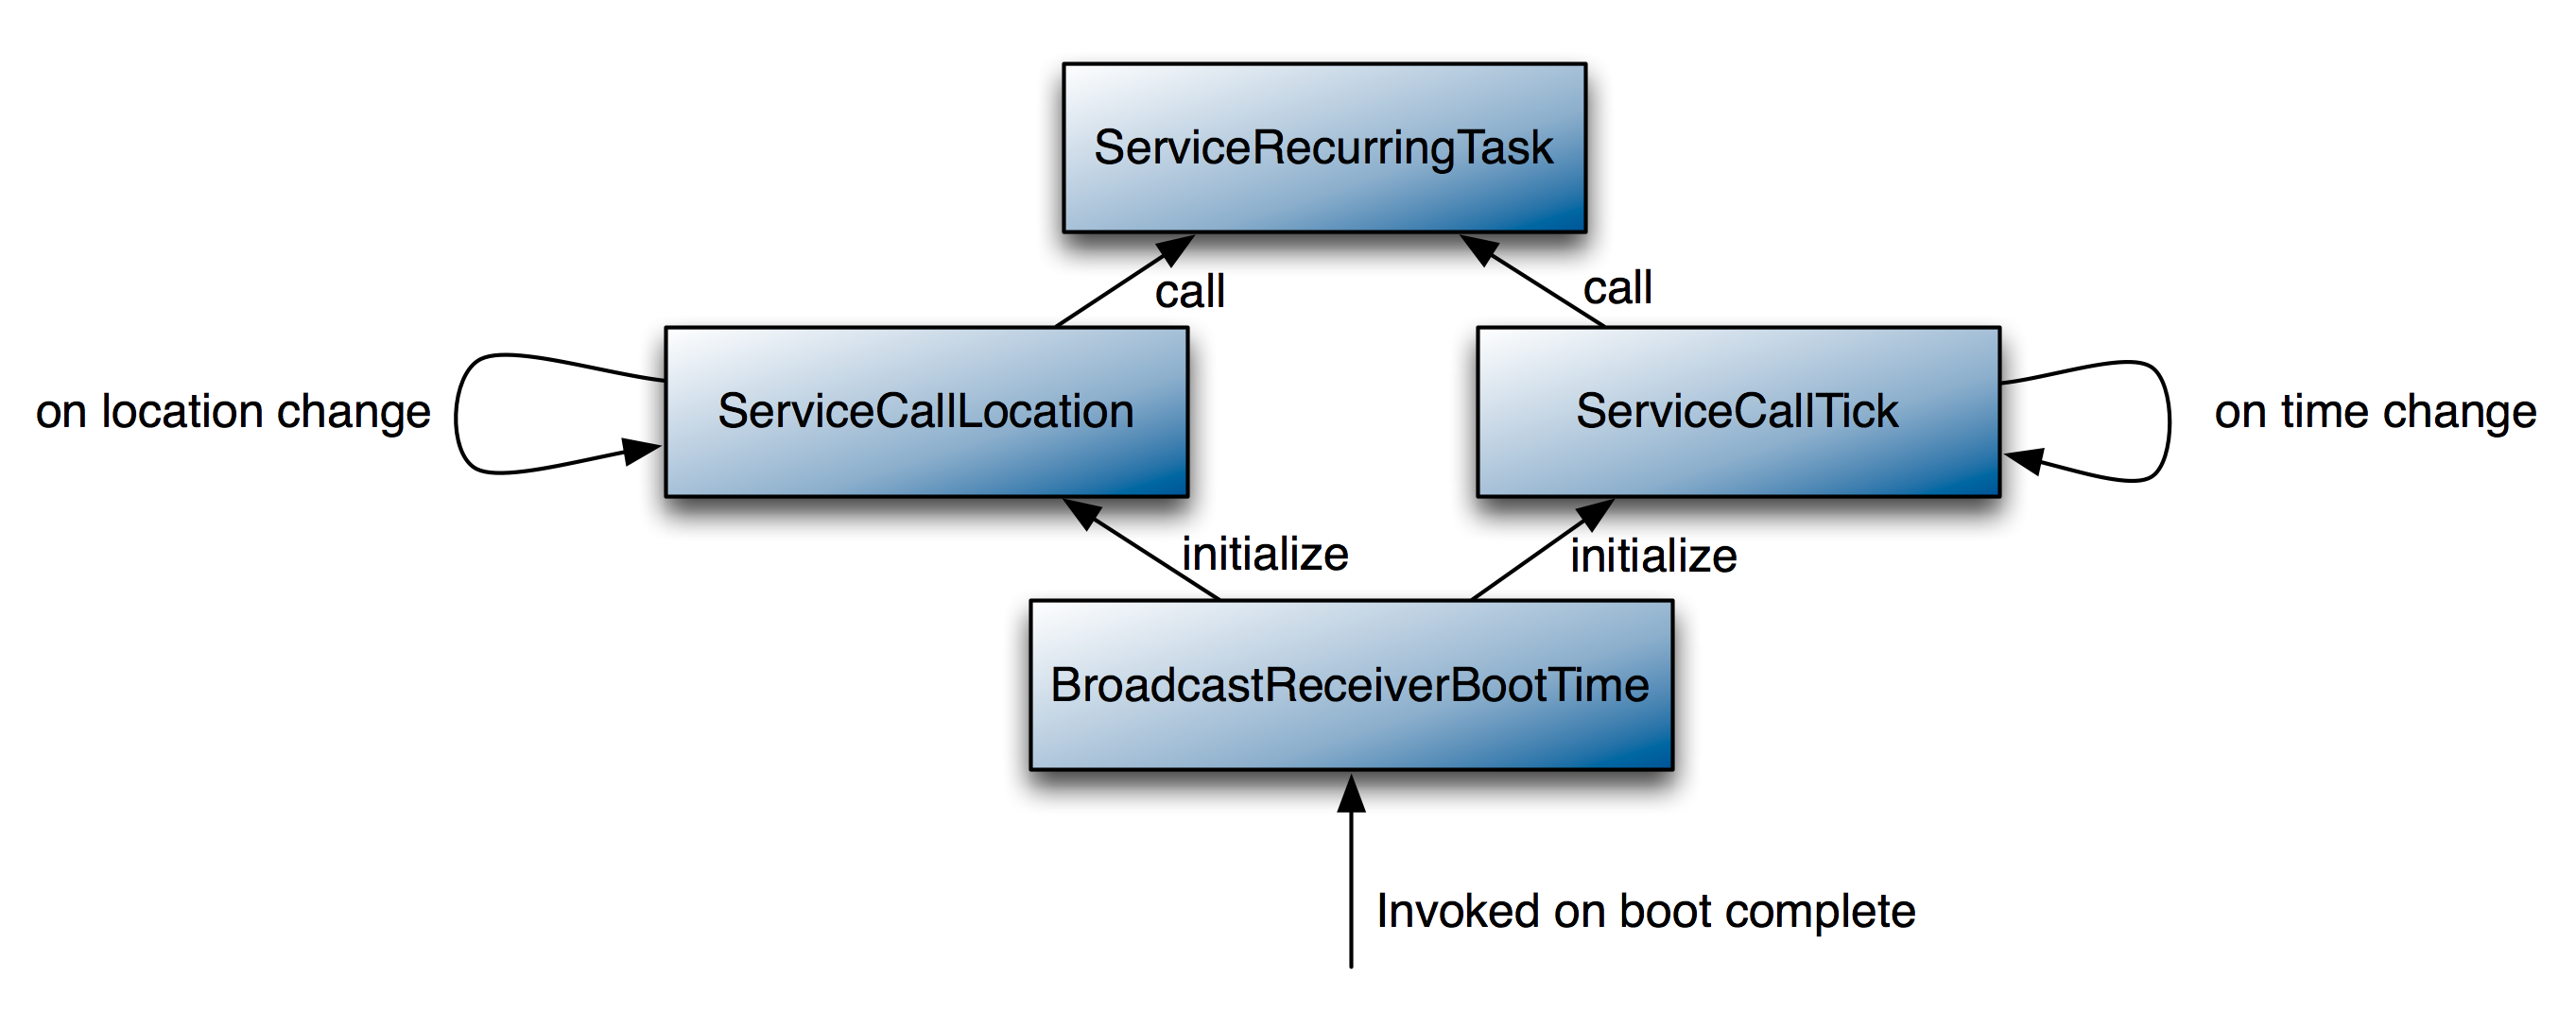 ServiceRecurringTask
call
call
on location change
ServiceCallLocation
ServiceCallTick
on time change
initialize
initialize
BroadcastReceiverBootTime
Invoked on boot complete